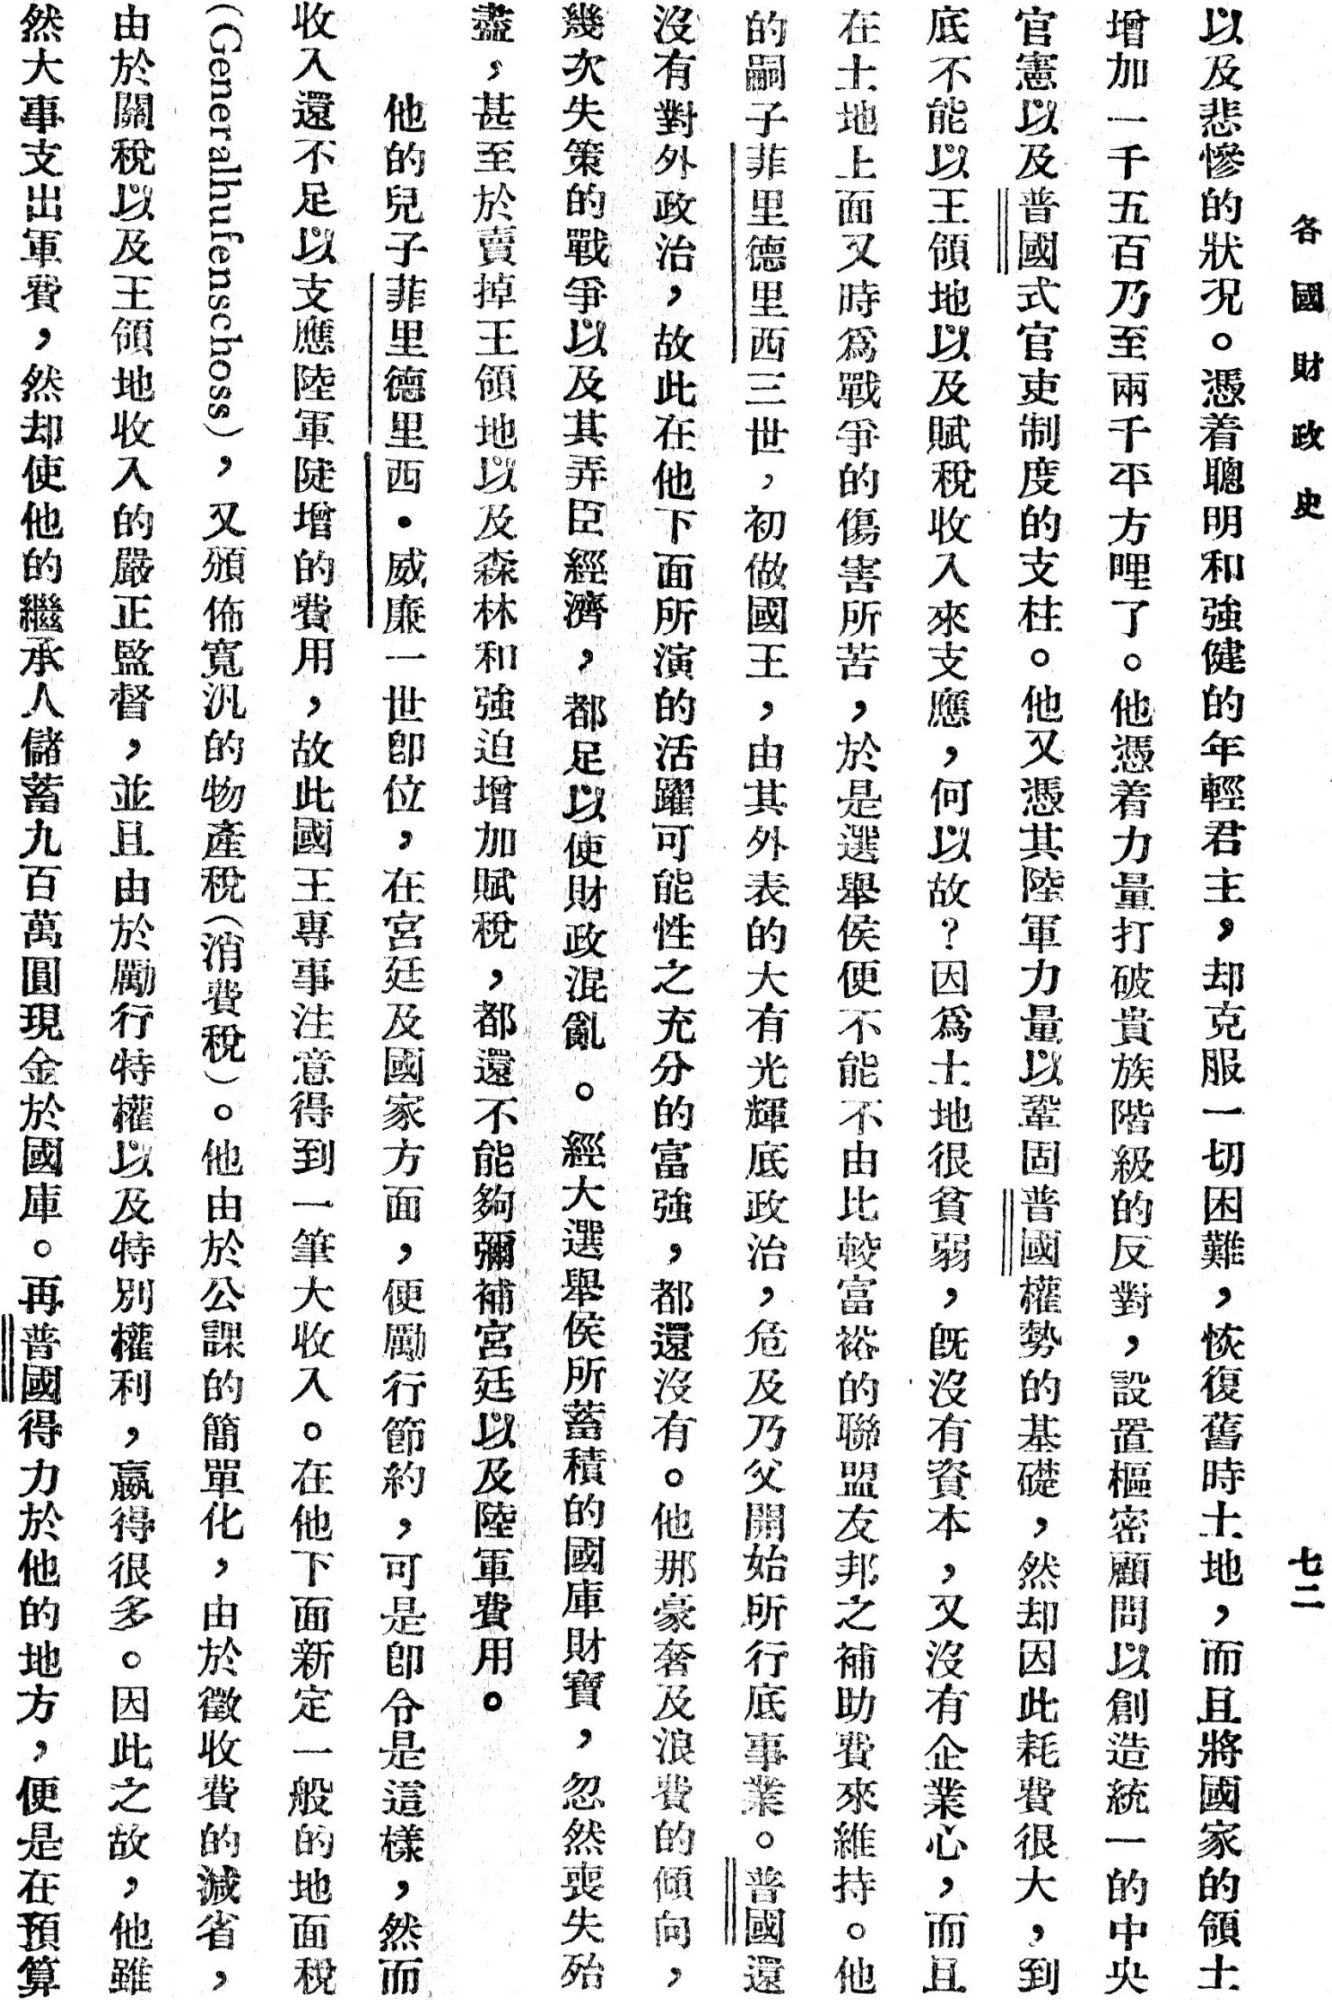 各國財政史
七二
以及悲慘的狀況。憑着聰明和強健的年輕君主,却克服一切困難,恢復舊時土地,而且將國家的領土
增加一千五百乃至兩千平方哩了。他憑着力量打破貴族階級的反對,設置樞密顧問以創造統一的中央
官憲以及普國式官吏制度的支柱。他又憑其陸軍力量以鞏固普國權勢的基礎,然却因此耗費很大,到
底不能以王領地以及賦稅收入來支應,何以故?因爲土地很貧弱,既沒有資本,又沒有企業心,而且
在土地上面又時爲戰爭的傷害所苦,於是選舉侯便不能不由比較富裕的聯盟友邦之補助費來維持。他
的嗣子菲里德里西三世,初做國王,由其外表的大有光輝底政治,危及乃父開始所行底事業。普國還
沒有對外政治,故此在他下面所演的活躍可能性之充分的富強,都還沒有。他那豪奢及浪費的傾向,
幾次失策的戰爭以及其弄臣經濟,都足以使財政混亂。經大選舉侯所蓄積的國庫財寶,忽然喪失殆
盡,甚至於賣掉王領地以及森林和強迫增加賦稅,都還不能夠彌補宮廷以及陸軍費用。
他的兒子菲里德里西·威廉一世卽位,在宮廷及國家方面,便勵行節約,可是卽令是這樣,然而
收入還不足以支應陸軍陡增的費用,故此國王專事注意得到一筆大收入。在他下面新定一般的地面稅
(Generalhufenschoss),又頒佈寬汎的物產稅(消費稅)。他由於公課的簡單化,由於徵收費的減省,
由於關稅以及王領地收入的嚴正監督,並且由於勵行特權以及特別權利,贏得很多。因此之故,他雖
然大事支出軍費,然却使他的繼承人儲蓄九百萬圓現金於國庫。再普國得力於他的地方,便是在預算